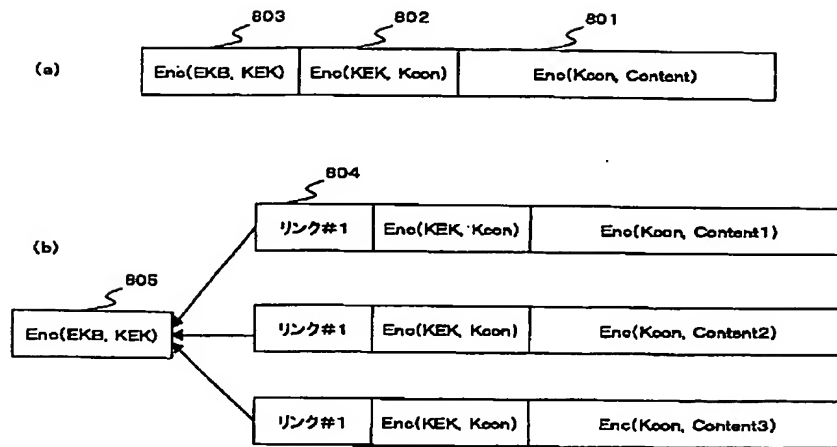 803 802 801
(a)
Enc(EKB, KEK) Enc(KEK, Kcon) Enc(Kcon, Content)
804
リンク#1 Enc(KEK, Kcon) Enc(Kcon, Content1)
(b)
805
Enc(EKB, KEK) リンク#1 Enc(KEK, Kcon) Enc(Kcon, Content2)
リンク#1 Enc(KEK, Kcon) Enc(Kcon, Content3)